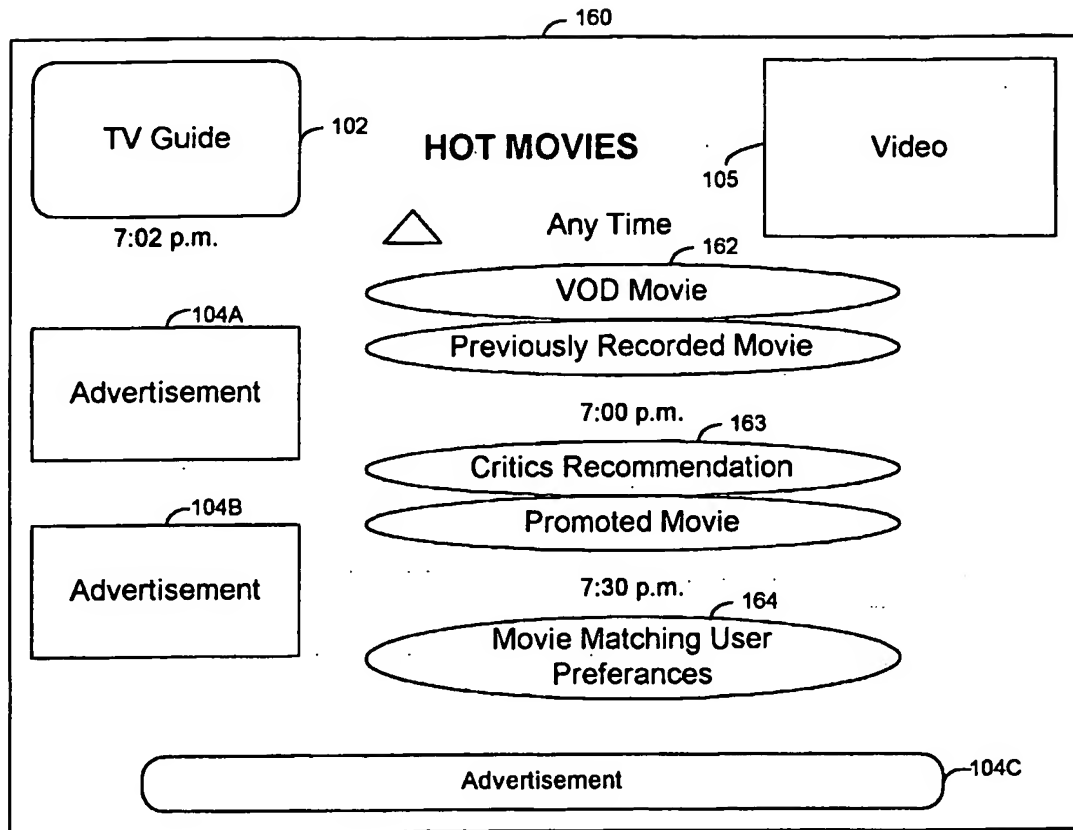 160
TV Guide
102
HOT MOVIES
Video
105
7:02 p.m.
Any Time
162
VOD Movie
Previously Recorded Movie
104A
Advertisement
7:00 p.m.
163
Critics Recommendation
Promoted Movie
104B
Advertisement
7:30 p.m.
164
Movie Matching User
Preferances
Advertisement
104C